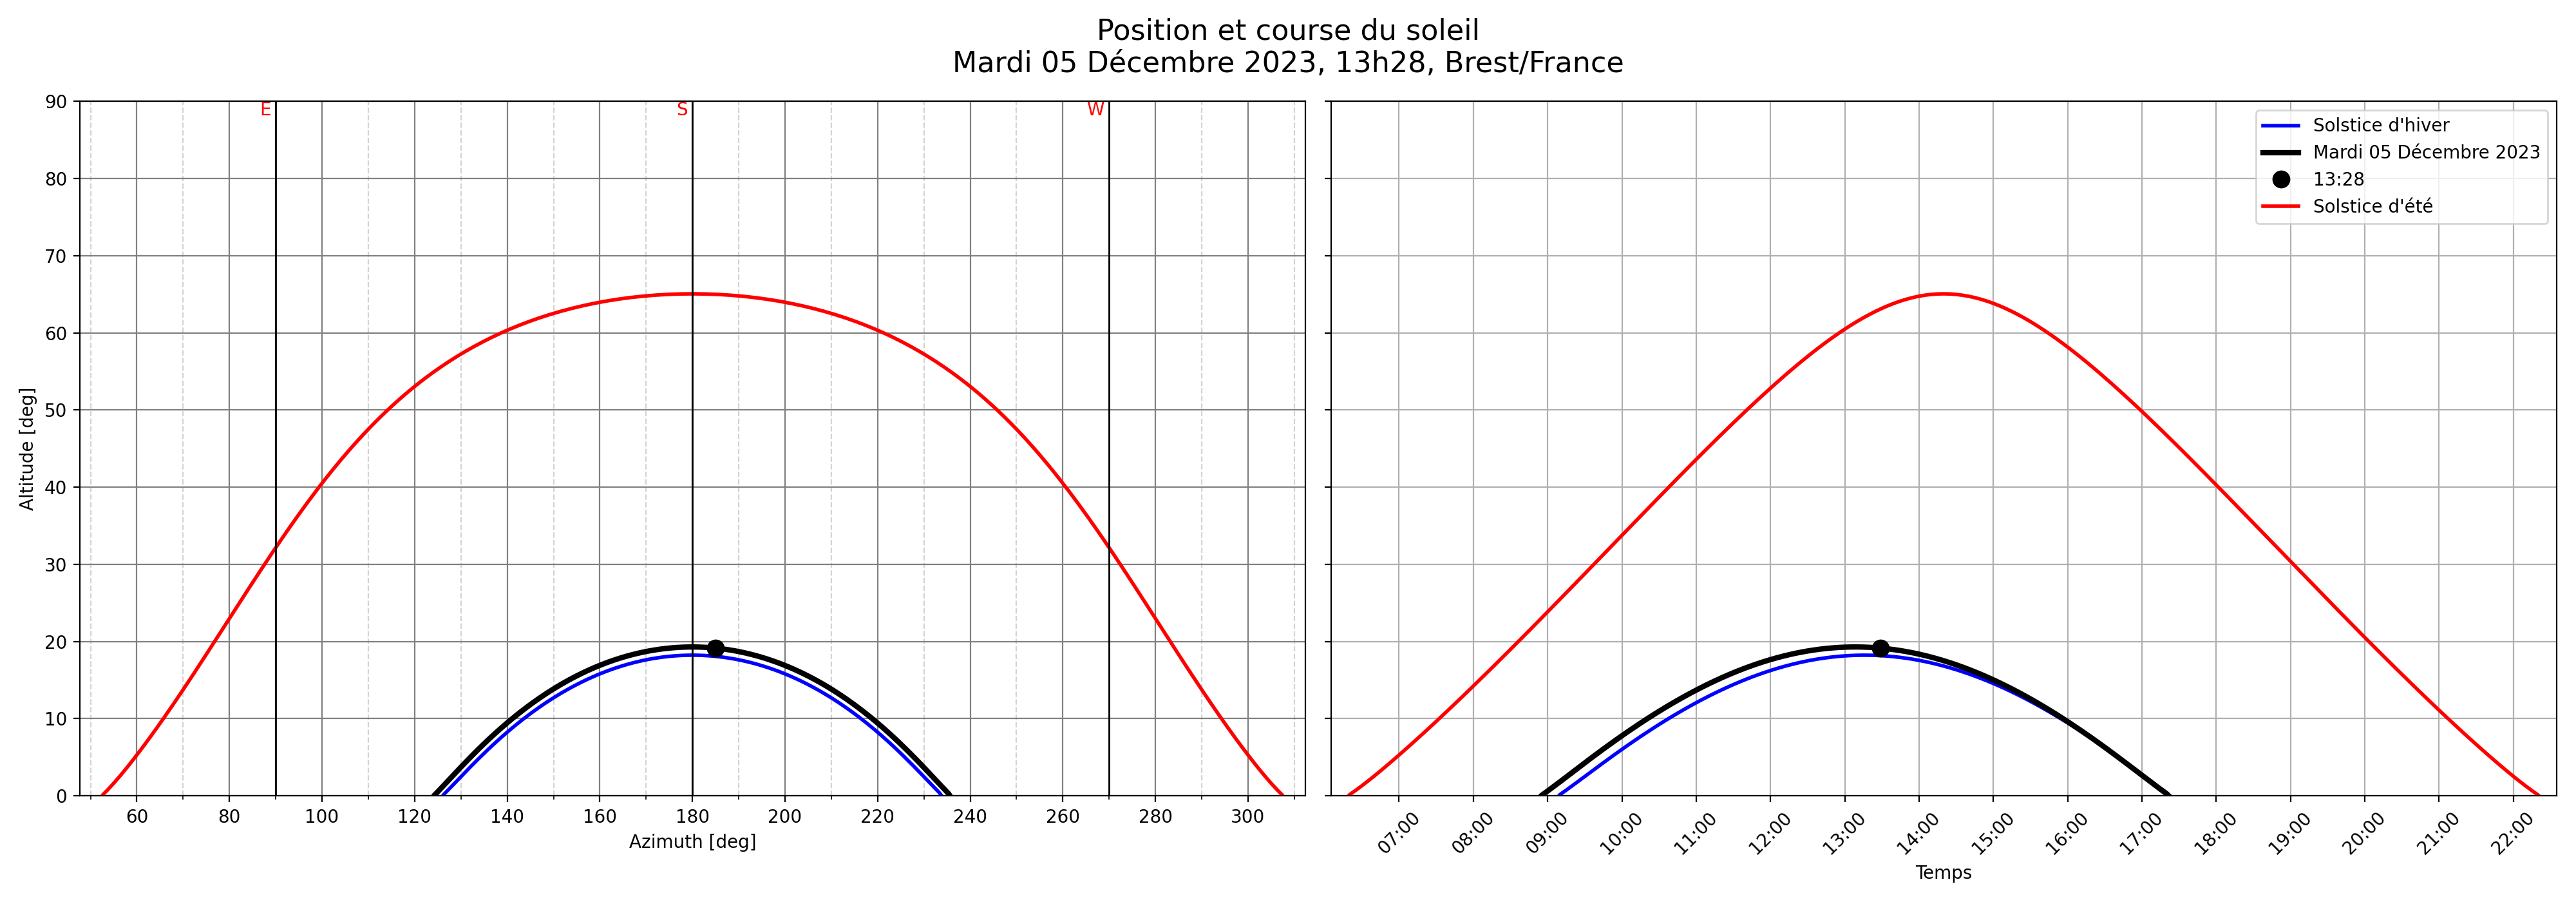 Position et course du soleil
Mardi 05 Décembre 2023, 13h28, Brest/France
E
S
W
90
80
70
60
50
40
30
20
10
0
Altitude [deg]
60 80 100 120 140 160 180 200 220 240 260 280 300
Azimuth [deg]
Solstice d'hiver
Mardi 05 Décembre 2023
13:28
Solstice d'été
07:00 08:00 09:00 10:00 11:00 12:00 13:00 14:00 15:00 16:00 17:00 18:00 19:00 20:00 21:00 22:00
Temps